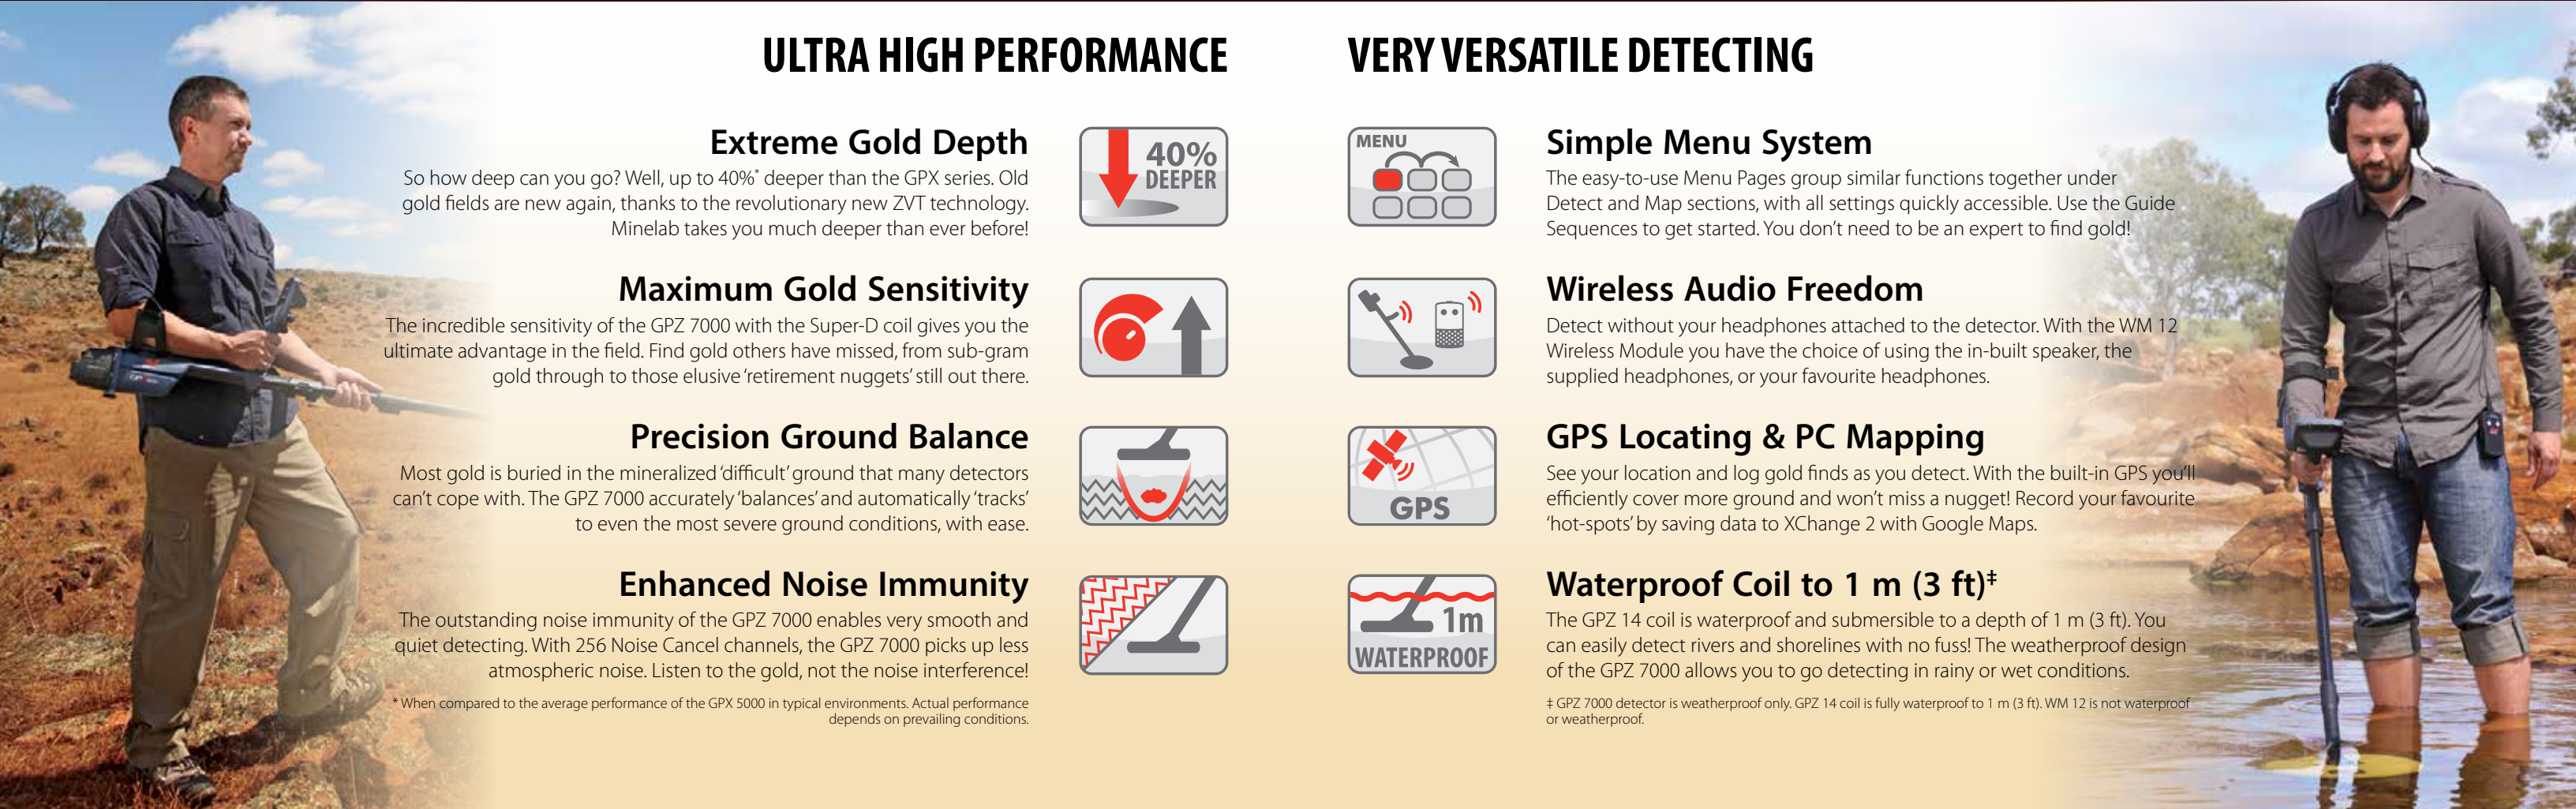 ULTRA HIGH PERFORMANCE
Extreme Gold Depth
So how deep can you go? Well, up to 40%* deeper than the GPX series. Old
gold fields are new again, thanks to the revolutionary new ZVT technology.
Minelab takes you much deeper than ever before!
40%
DEEPER
Maximum Gold Sensitivity
The incredible sensitivity of the GPZ 7000 with the Super-D coil gives you the
ultimate advantage in the field. Find gold others have missed, from sub-gram
gold through to those elusive ‘retirement nuggets’ still out there.
Precision Ground Balance
Most gold is buried in the mineralized ‘difficult’ ground that many detectors
can’t cope with. The GPZ 7000 accurately ‘balances’ and automatically ‘tracks’
to even the most severe ground conditions, with ease.
Enhanced Noise Immunity
The outstanding noise immunity of the GPZ 7000 enables very smooth and
quiet detecting. With 256 Noise Cancel channels, the GPZ 7000 picks up less
atmospheric noise. Listen to the gold, not the noise interference!
* When compared to the average performance of the GPX 5000 in typical environments. Actual performance
depends on prevailing conditions.
VERY VERSATILE DETECTING
MENU
Simple Menu System
The easy-to-use Menu Pages group similar functions together under
Detect and Map sections, with all settings quickly accessible. Use the Guide
Sequences to get started. You don’t need to be an expert to find gold!
Wireless Audio Freedom
Detect without your headphones attached to the detector. With the WM 12
Wireless Module you have the choice of using the in-built speaker, the
supplied headphones, or your favourite headphones.
GPS
GPS Locating & PC Mapping
See your location and log gold finds as you detect. With the built-in GPS you’ll
efficiently cover more ground and won’t miss a nugget! Record your favourite
‘hot-spots’ by saving data to XChange 2 with Google Maps.
1m
WATERPROOF
Waterproof Coil to 1 m (3 ft)‡
The GPZ 14 coil is waterproof and submersible to a depth of 1 m (3 ft). You
can easily detect rivers and shorelines with no fuss! The weatherproof design
of the GPZ 7000 allows you to go detecting in rainy or wet conditions.
‡ GPZ 7000 detector is weatherproof only. GPZ 14 coil is fully waterproof to 1 m (3 ft). WM 12 is not waterproof
or weatherproof.